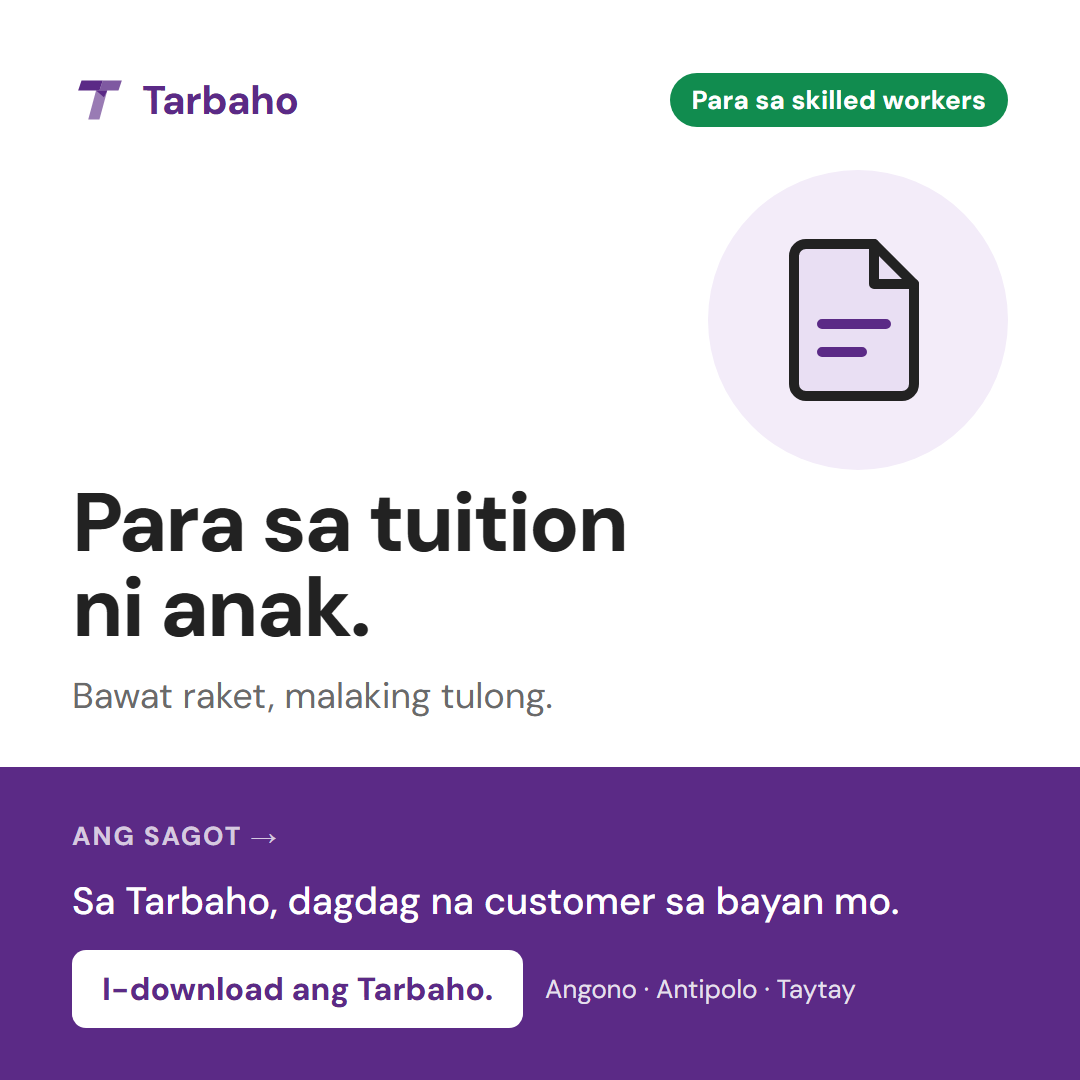 Tarbaho
Para sa skilled workers
Para sa tuition
ni anak.
Bawat raket, malaking tulong.
ANG SAGOT →
Sa Tarbaho, dagdag na customer sa bayan mo.
I-download ang Tarbaho.
Angono · Antipolo · Taytay